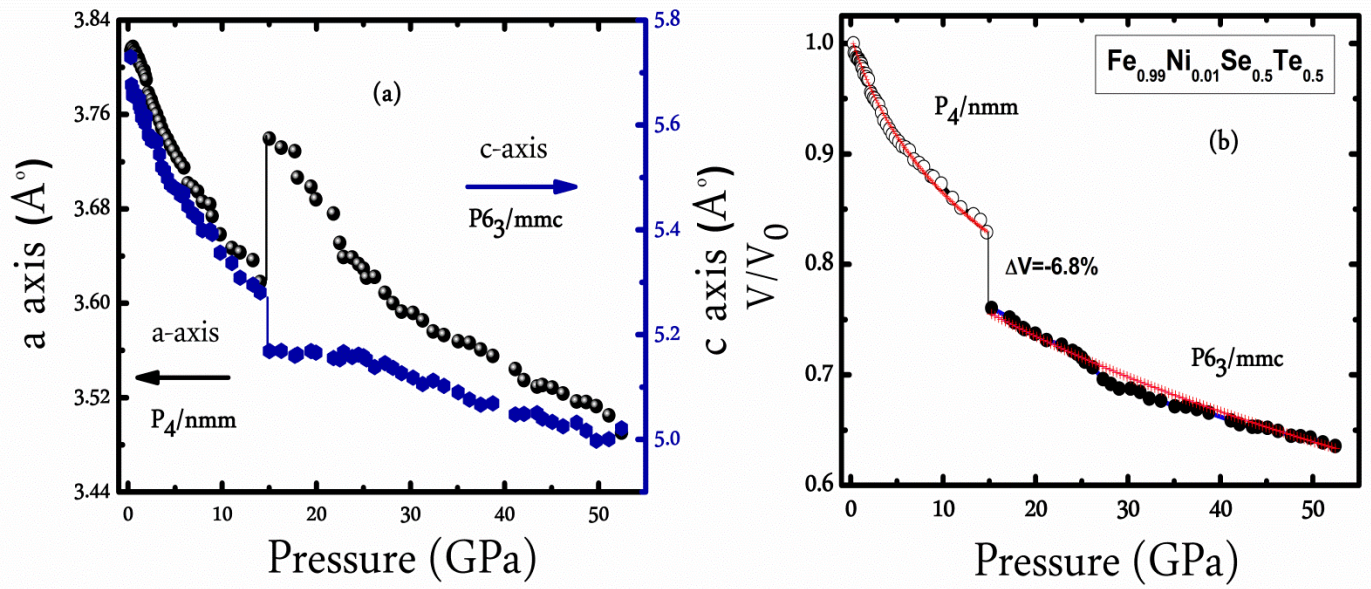 3.84
3.76
3.68
3.60
3.52
3.44
a axis (A°)
0
10
20
30
40
50
Pressure (GPa)
5.8
5.6
5.4
5.2
5.0
c axis (A°)
(a)
c-axis
P6₃/mmc
a-axis
P₄/nmm
1.0
0.9
0.8
0.7
0.6
V/V₀
0
10
20
30
40
50
Pressure (GPa)
Fe₀.₉₉Ni₀.₀₁Se₀.₅Te₀.₅
P₄/nmm
(b)
ΔV=-6.8%
P6₃/mmc